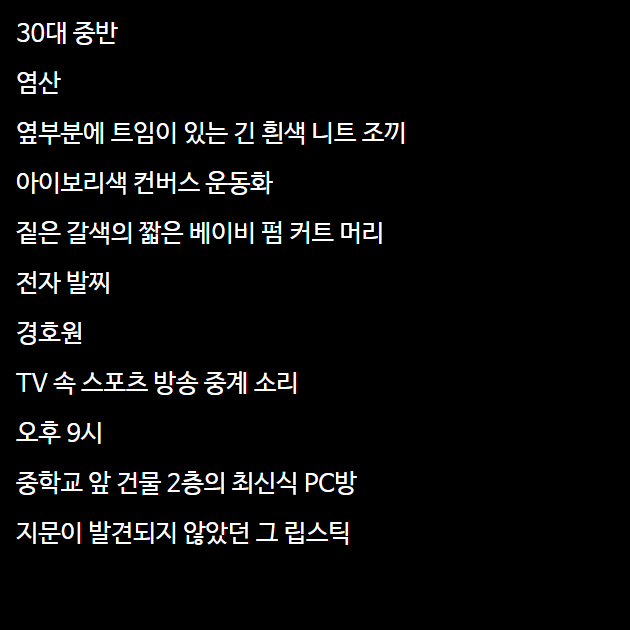 30대 중반
염산
옆부분에 트임이 있는 긴 흰색 니트 조끼
아이보리색 컨버스 운동화
짙은 갈색의 짧은 베이비 펌 커트 머리
전자 발찌
경호원
TV 속 스포츠 방송 중계 소리
오후 9시
중학교 앞 건물 2층의 최신식 PC방
지문이 발견되지 않았던 그 립스틱